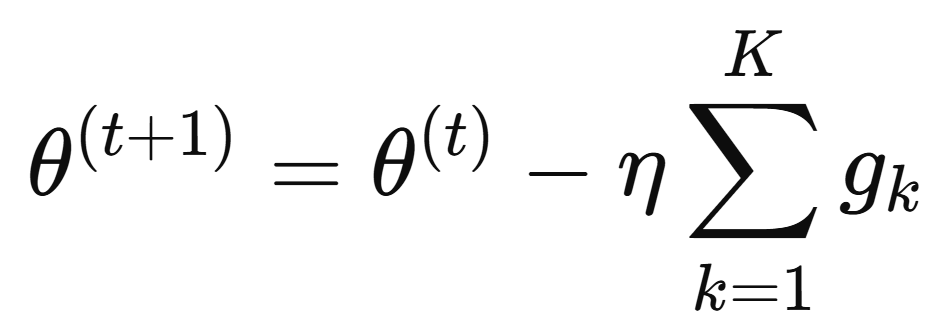 θ^{(t+1)} = θ^{(t)} − η ∑_{k=1}^{K} g_k